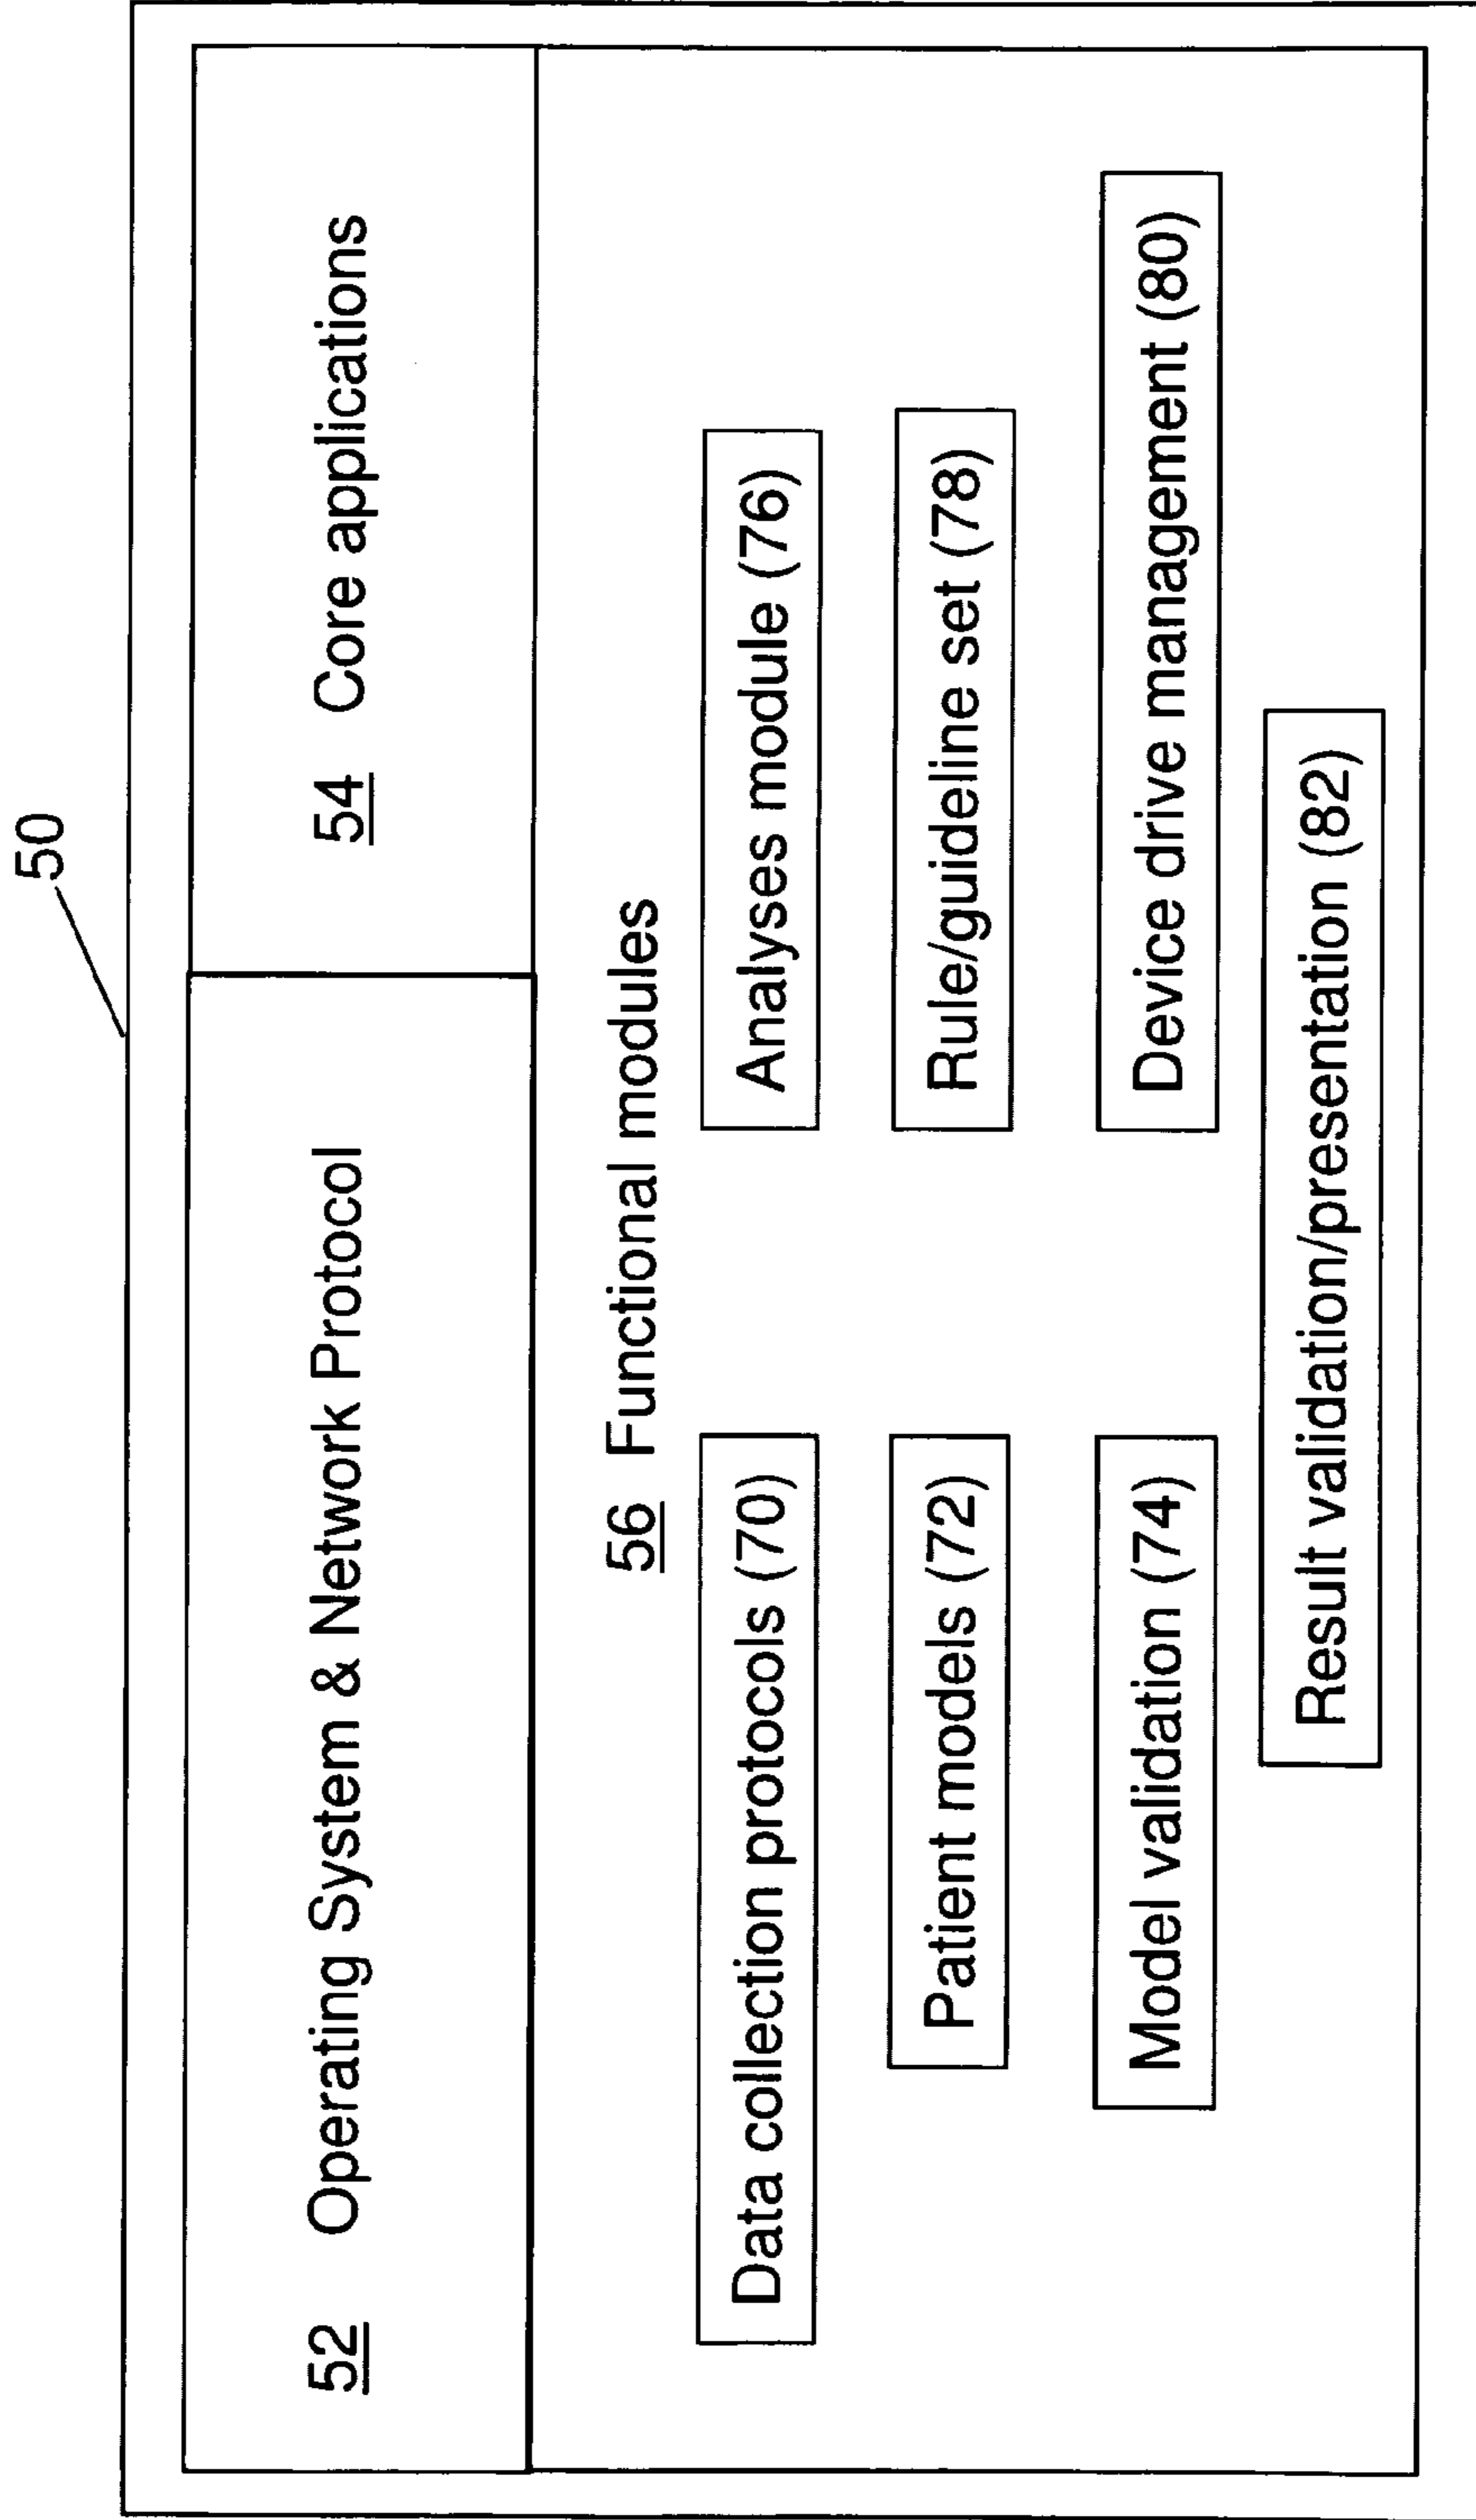 50
52 Operating System & Network Protocol
54 Core applications
56 Functional modules
Data collection protocols (70)
Analyses module (76)
Patient models (72)
Rule/guideline set (78)
Model validation (74)
Device drive management (80)
Result validation/presentation (82)